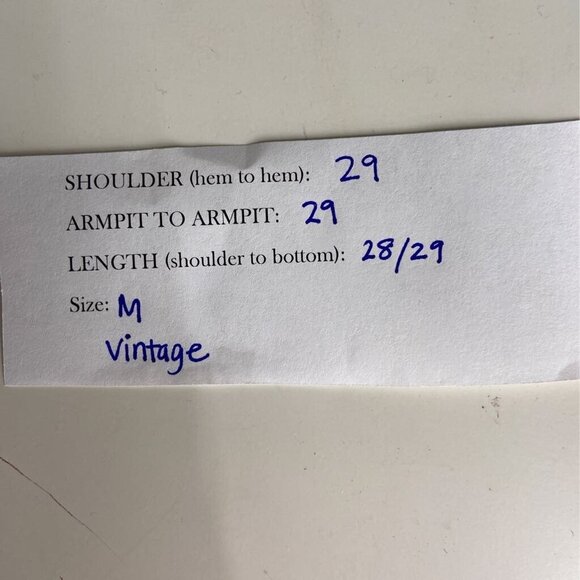 SHOULDER (hem to hem): 29
ARMPIT TO ARMPIT: 29
LENGTH (shoulder to bottom): 28/29
Size: M
Vintage